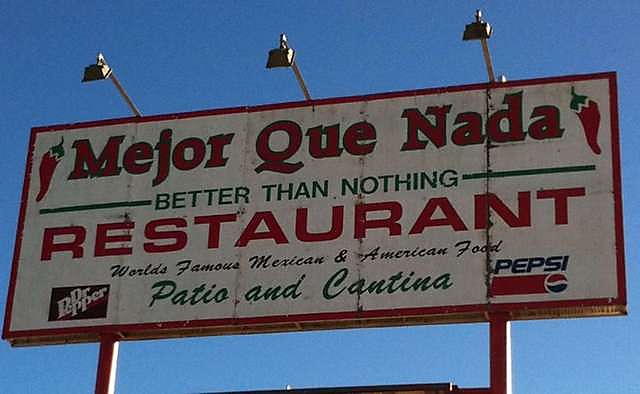 Mejor Que Nada
BETTER THAN NOTHING
RESTAURANT
Worlds Famous Mexican & American Food
Patio and Cantina
Dr Pepper
PEPSI